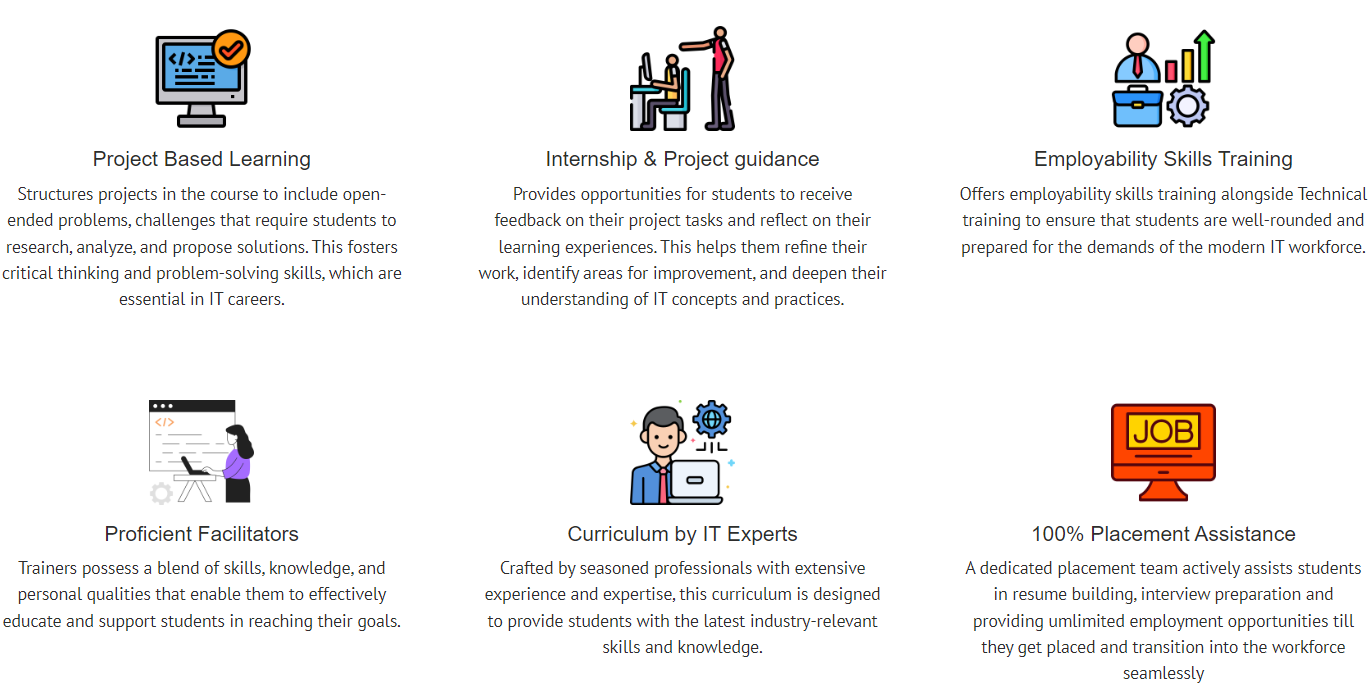 Project Based Learning
Structures projects in the course to include open-
ended problems, challenges that require students to
research, analyze, and propose solutions. This fosters
critical thinking and problem-solving skills, which are
essential in IT careers.
Internship & Project guidance
Provides opportunities for students to receive
feedback on their project tasks and reflect on their
learning experiences. This helps them refine their
work, identify areas for improvement, and deepen their
understanding of IT concepts and practices.
Employability Skills Training
Offers employability skills training alongside Technical
training to ensure that students are well-rounded and
prepared for the demands of the modern IT workforce.
</>
Proficient Facilitators
Trainers possess a blend of skills, knowledge, and
personal qualities that enable them to effectively
educate and support students in reaching their goals.
Curriculum by IT Experts
Crafted by seasoned professionals with extensive
experience and expertise, this curriculum is designed
to provide students with the latest industry-relevant
skills and knowledge.
JOB
100% Placement Assistance
A dedicated placement team actively assists students
in resume building, interview preparation and
providing umlimited employment opportunities till
they get placed and transition into the workforce
seamlessly